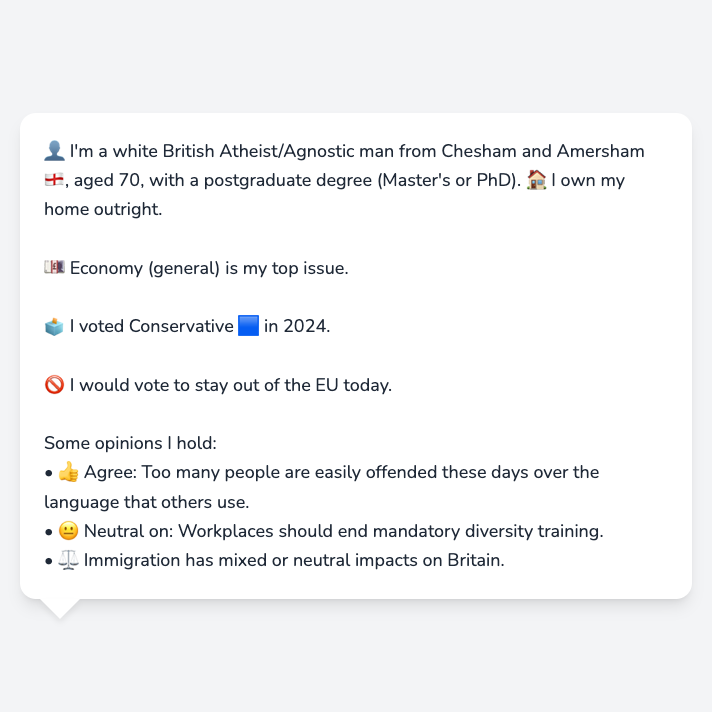 👤 I'm a white British Atheist/Agnostic man from Chesham and Amersham
🏴󠁧󠁢󠁥󠁮󠁧󠁿, aged 70, with a postgraduate degree (Master's or PhD). 🏠 I own my
home outright.
💷 Economy (general) is my top issue.
🗳️ I voted Conservative 🟦 in 2024.
🚫 I would vote to stay out of the EU today.
Some opinions I hold:
• 👍 Agree: Too many people are easily offended these days over the
language that others use.
• 😐 Neutral on: Workplaces should end mandatory diversity training.
• ⚖️ Immigration has mixed or neutral impacts on Britain.